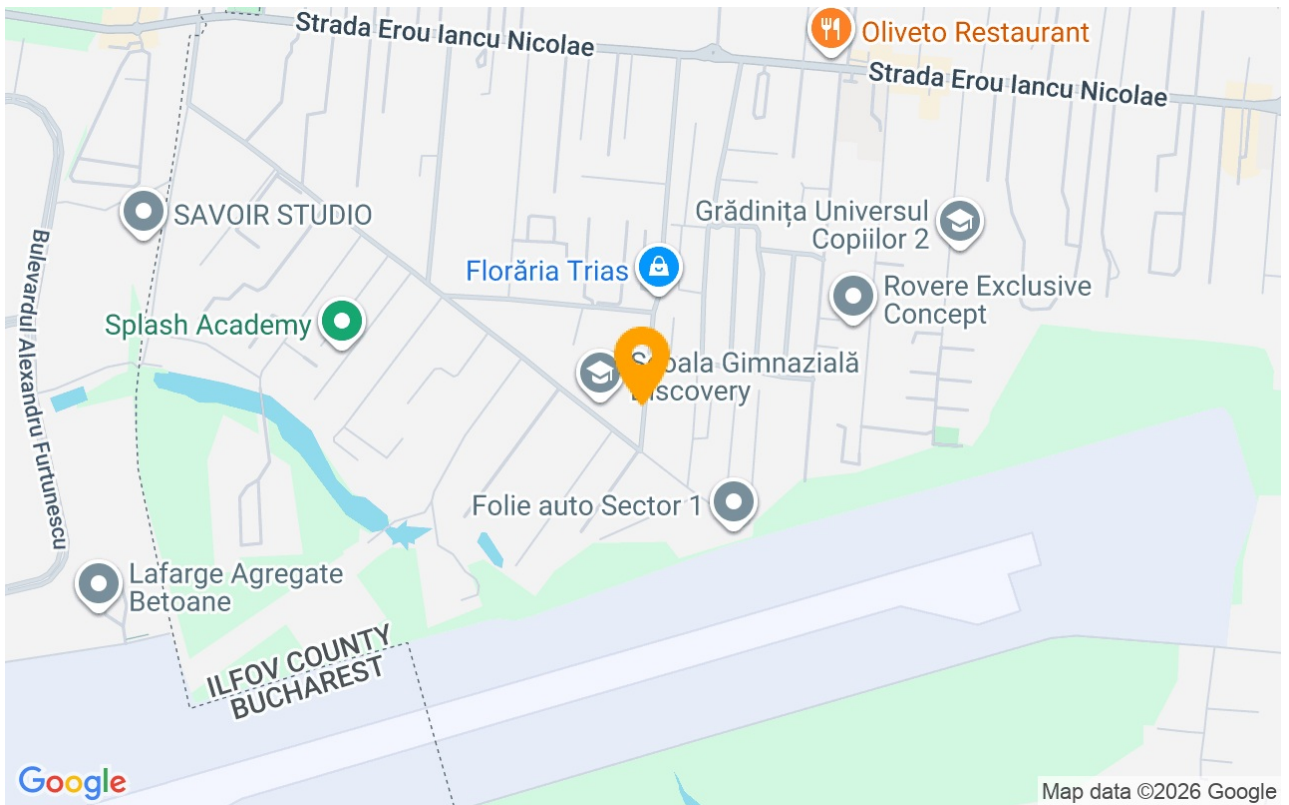 Strada Erou Iancu Nicolae
Oliveto Restaurant
Strada Erou Iancu Nicolae
SAVOIR STUDIO
Grădinița Universul
Copiilor 2
Florăria Trias
Rovere Exclusive
Concept
Splash Academy
Bulevardul Alexandru Furtunescu
Gimnazială
Folie auto Sector 1
Lafarge Agregate
Betoane
ILFOV COUNTY
BUCHAREST
Google
Map data ©2026 Google